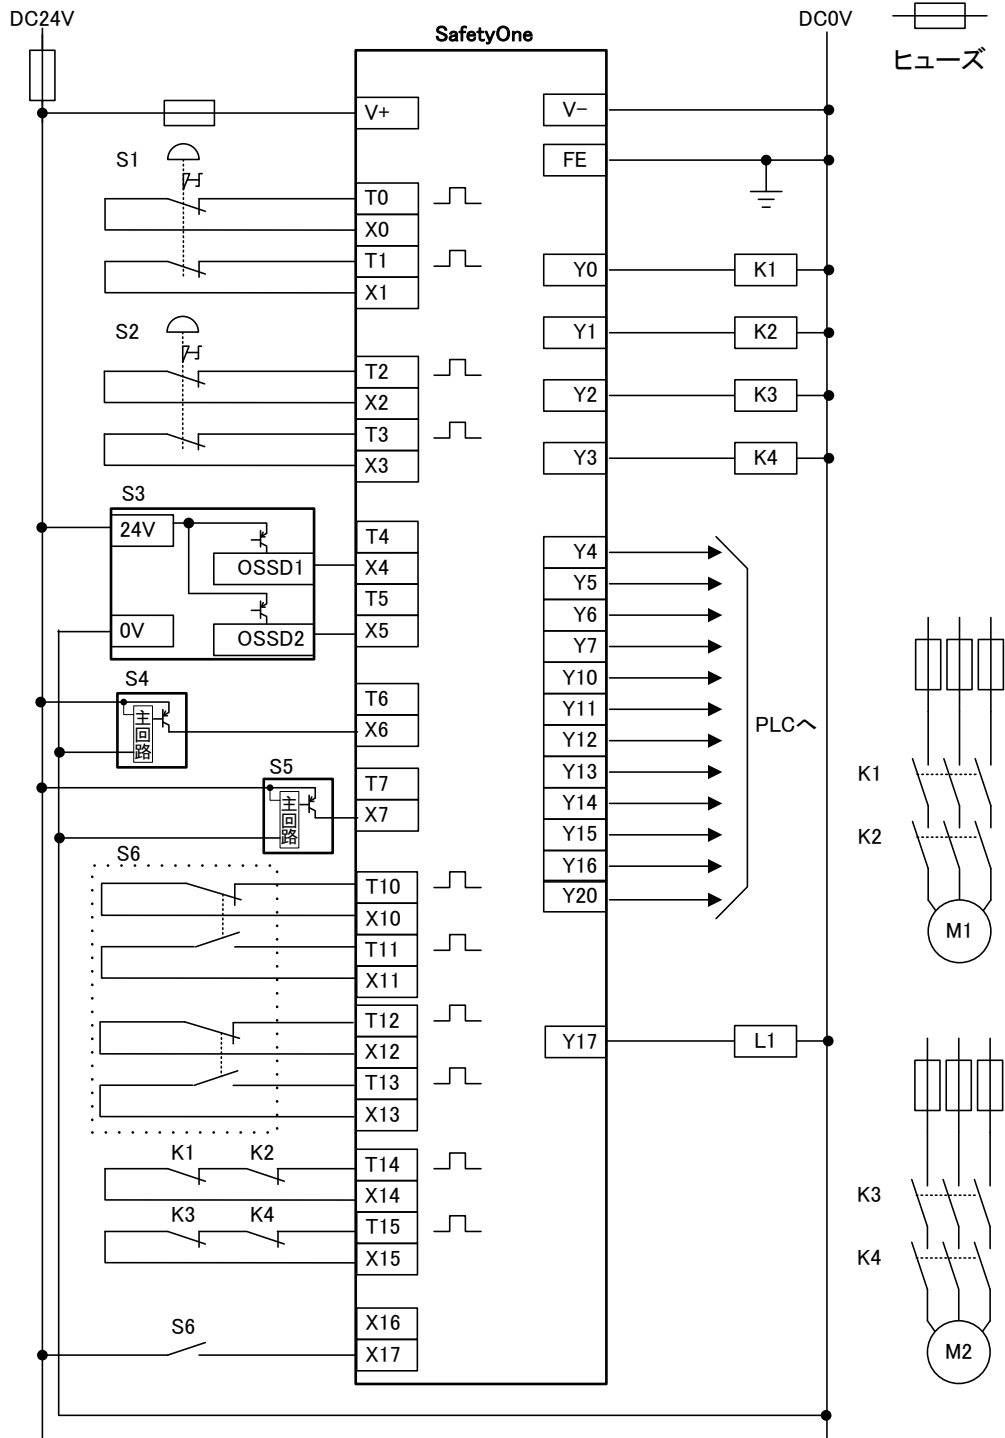 DC24V
SafetyOne
DC0V
ヒューズ
V+
V−
FE
S1
T0
X0
T1
X1
Y0
K1
S2
Y1
K2
T2
X2
T3
X3
Y2
K3
Y3
K4
S3
24V
OSSD1
0V
OSSD2
T4
X4
T5
X5
Y4
Y5
Y6
Y7
Y10
Y11
Y12
Y13
Y14
Y15
Y16
Y20
PLCへ
S4
主回路
T6
X6
S5
主回路
T7
X7
S6
T10
X10
T11
X11
T12
X12
T13
X13
Y17
L1
K1
K2
T14
X14
K3
K4
T15
X15
X16
S6
X17
K1
K2
M1
K3
K4
M2